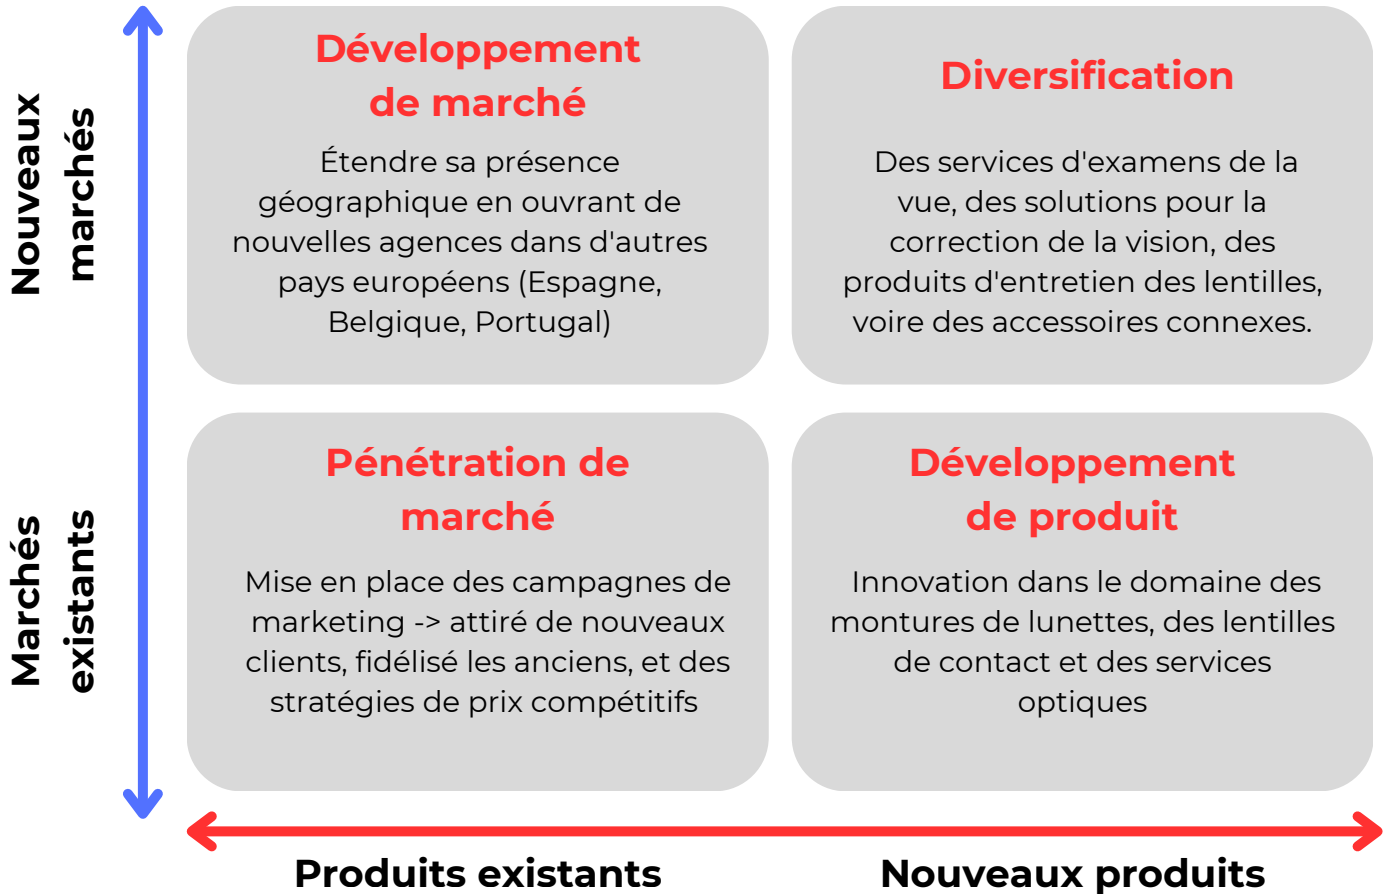 Nouveaux
marchés
Développement
de marché
Étendre sa présence
géographique en ouvrant de
nouvelles agences dans d'autres
pays européens (Espagne,
Belgique, Portugal)
Diversification
Des services d'examens de la
vue, des solutions pour la
correction de la vision, des
produits d'entretien des lentilles,
voire des accessoires connexes.
Marchés
existants
Pénétration de
marché
Mise en place des campagnes de
marketing -> attiré de nouveaux
clients, fidélisé les anciens, et des
stratégies de prix compétitifs
Développement
de produit
Innovation dans le domaine des
montures de lunettes, des lentilles
de contact et des services
optiques
Produits existants
Nouveaux produits